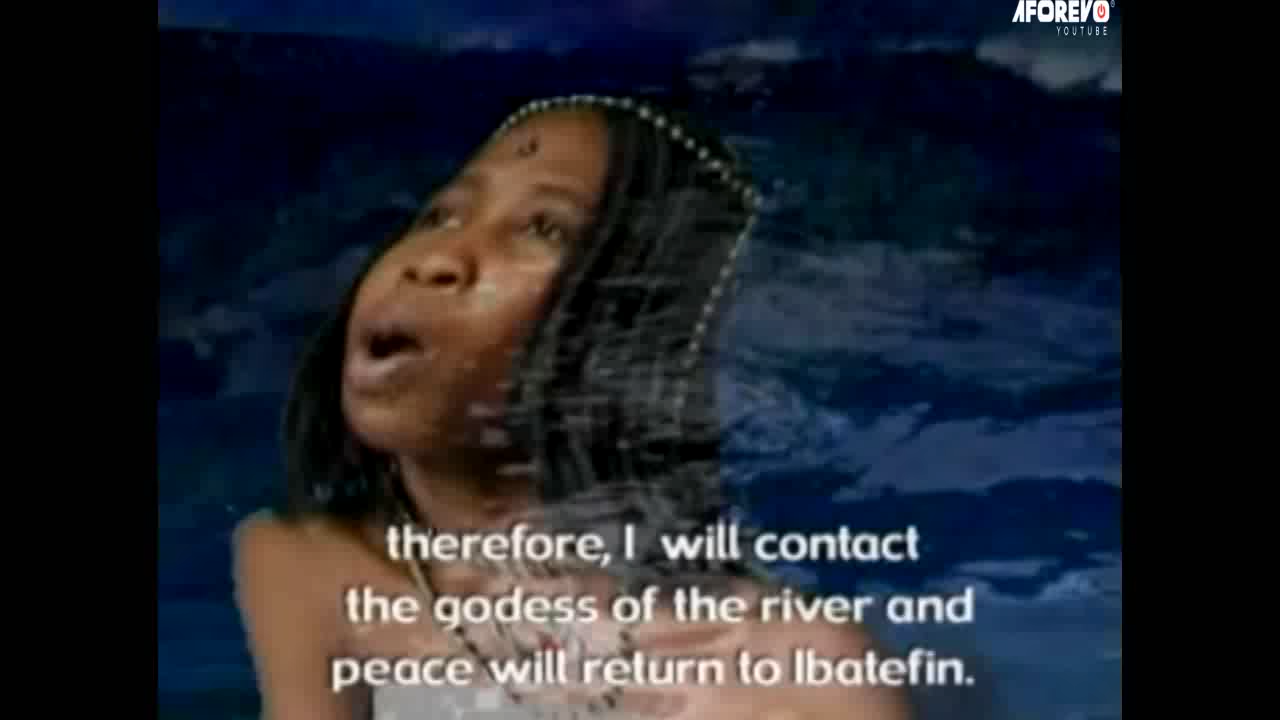 AFOREVO
YOUTUBE
therefore, I will contact
the godess of the river and
peace will return to Ibatefin.